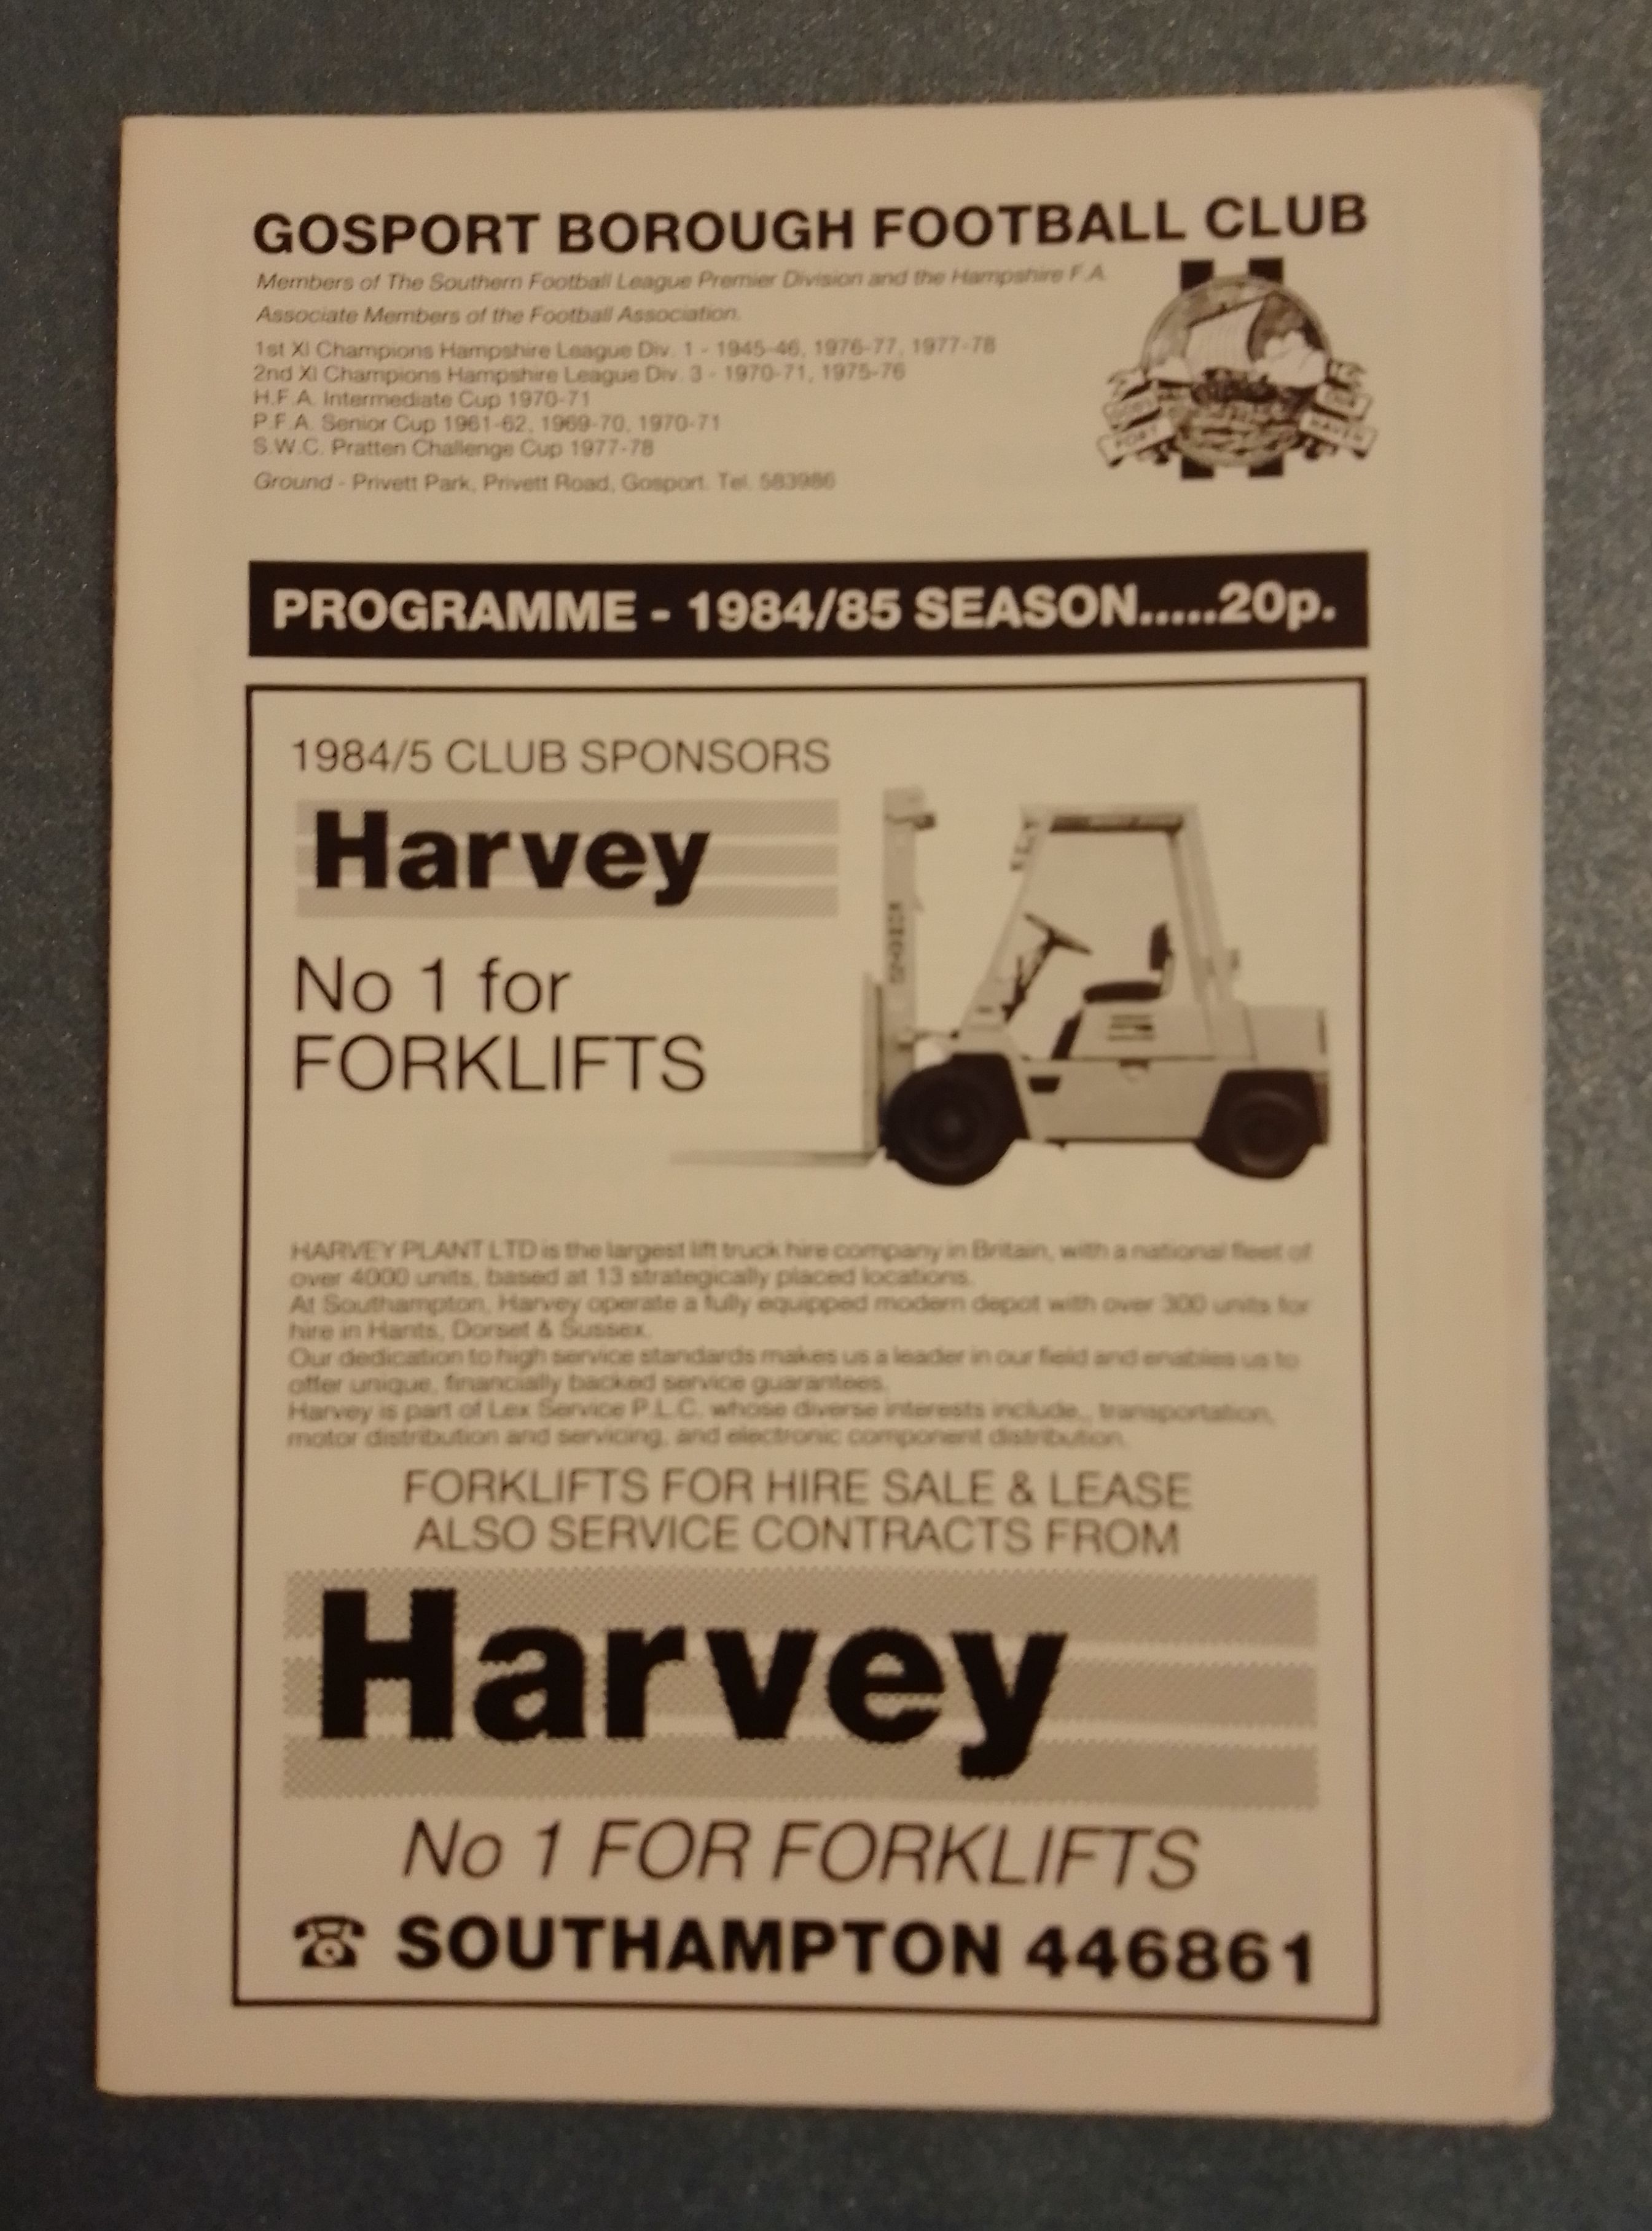 GOSPORT BOROUGH FOOTBALL CLUB
Members of The Southern Football League Premier Division and the Hampshire F.A.
Associate Members of the Football Association.
1st XI Champions Hampshire League Div. 1 - 1945-46, 1976-77, 1977-78
2nd XI Champions Hampshire League Div. 3 - 1970-71, 1975-76
H.F.A. Intermediate Cup 1970-71
P.F.A. Senior Cup 1961-62, 1969-70, 1970-71
S.W.C. Pratten Challenge Cup 1977-78
Ground - Privett Park, Privett Road, Gosport. Tel. 583986
GODS PORT OUR HAVEN
PROGRAMME - 1984/85 SEASON.....20p.
1984/5 CLUB SPONSORS
Harvey
No 1 for
FORKLIFTS
HARVEY PLANT LTD is the largest lift truck hire company in Britain, with a national fleet of
over 4000 units, based at 13 strategically placed locations.
At Southampton, Harvey operate a fully equipped modern depot with over 300 units for
hire in Hants, Dorset & Sussex.
Our dedication to high service standards makes us a leader in our field and enables us to
offer unique, financially backed service guarantees.
Harvey is part of Lex Service P.L.C. whose diverse interests include,, transportation,
motor distribution and servicing, and electronic component distribution.
FORKLIFTS FOR HIRE SALE & LEASE
ALSO SERVICE CONTRACTS FROM
Harvey
No 1 FOR FORKLIFTS
☎ SOUTHAMPTON 446861